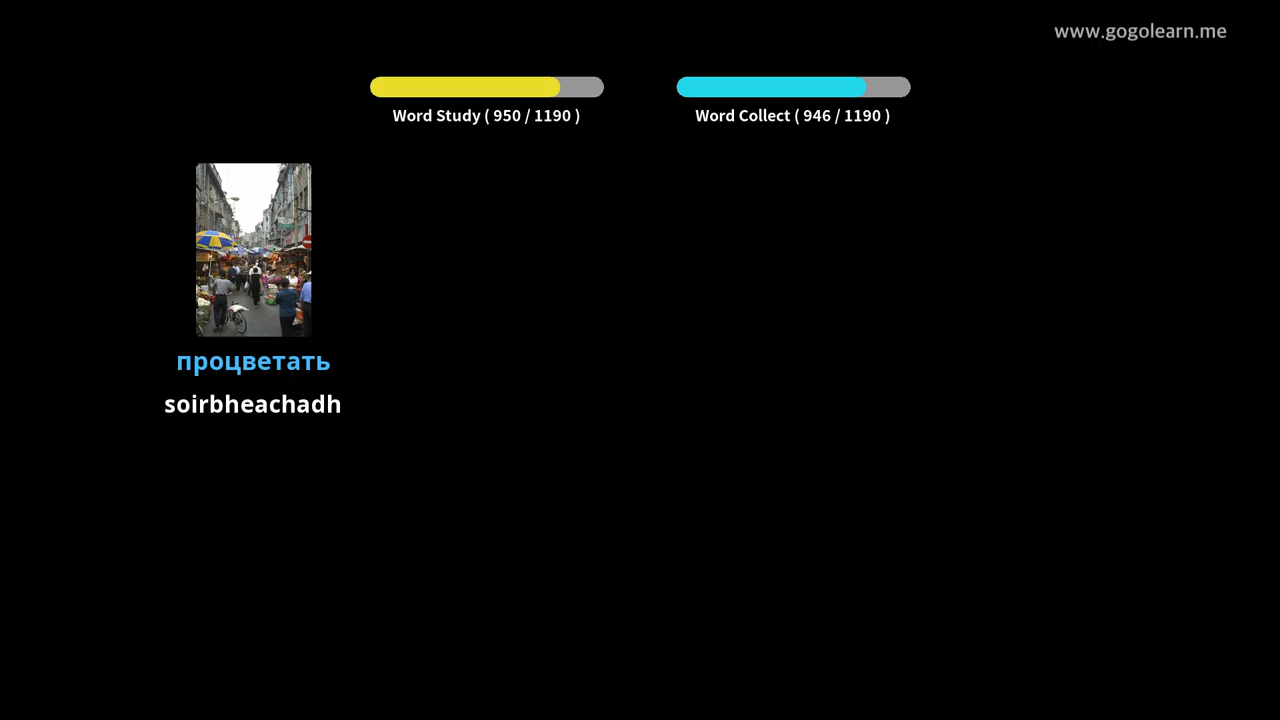 www.gogolearn.me
Word Study ( 950 / 1190 )
Word Collect ( 946 / 1190 )
процветать
soirbheachadh